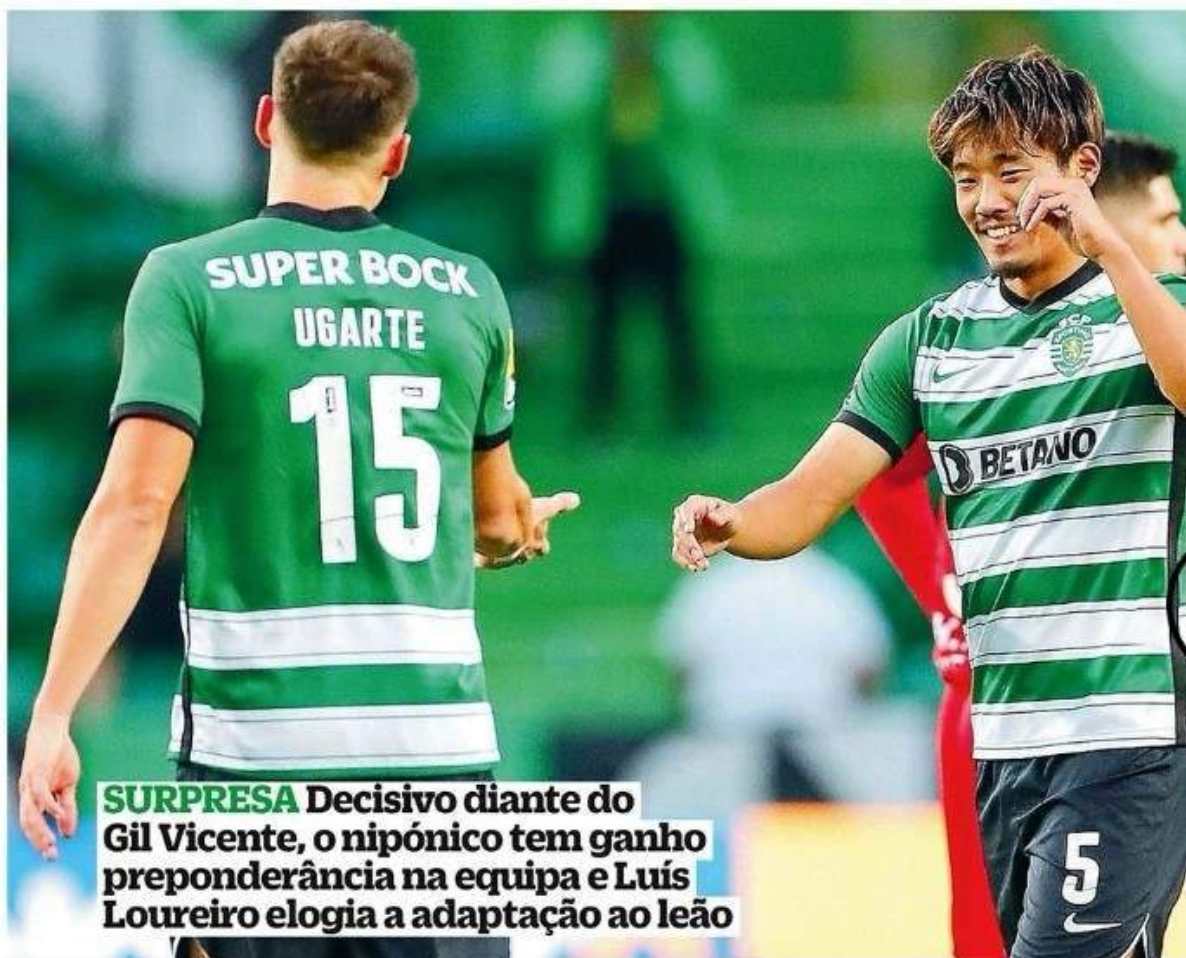 SUPER BOCK
UGARTE
15
SCP
BETANO
5
SURPRESA Decisivo diante do
Gil Vicente, o nipónico tem ganho
preponderância na equipa e Luís
Loureiro elogia a adaptação ao leão